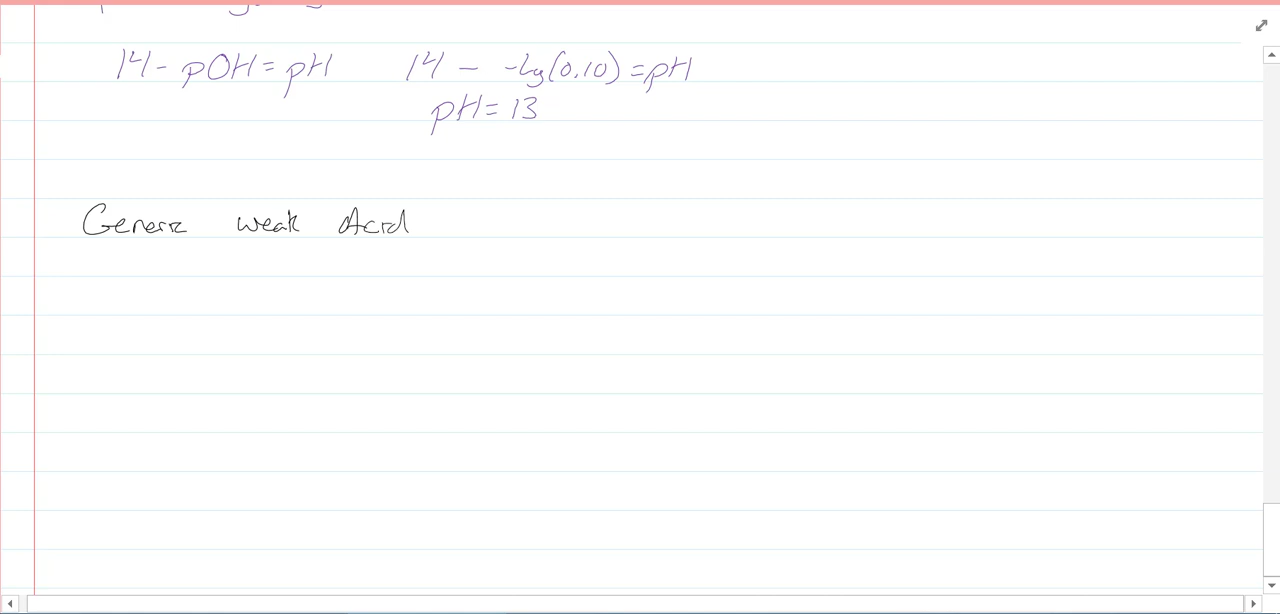 14 - pOH = pH 14 - -log(0.10) = pH
pH = 13
Generic weak Acid